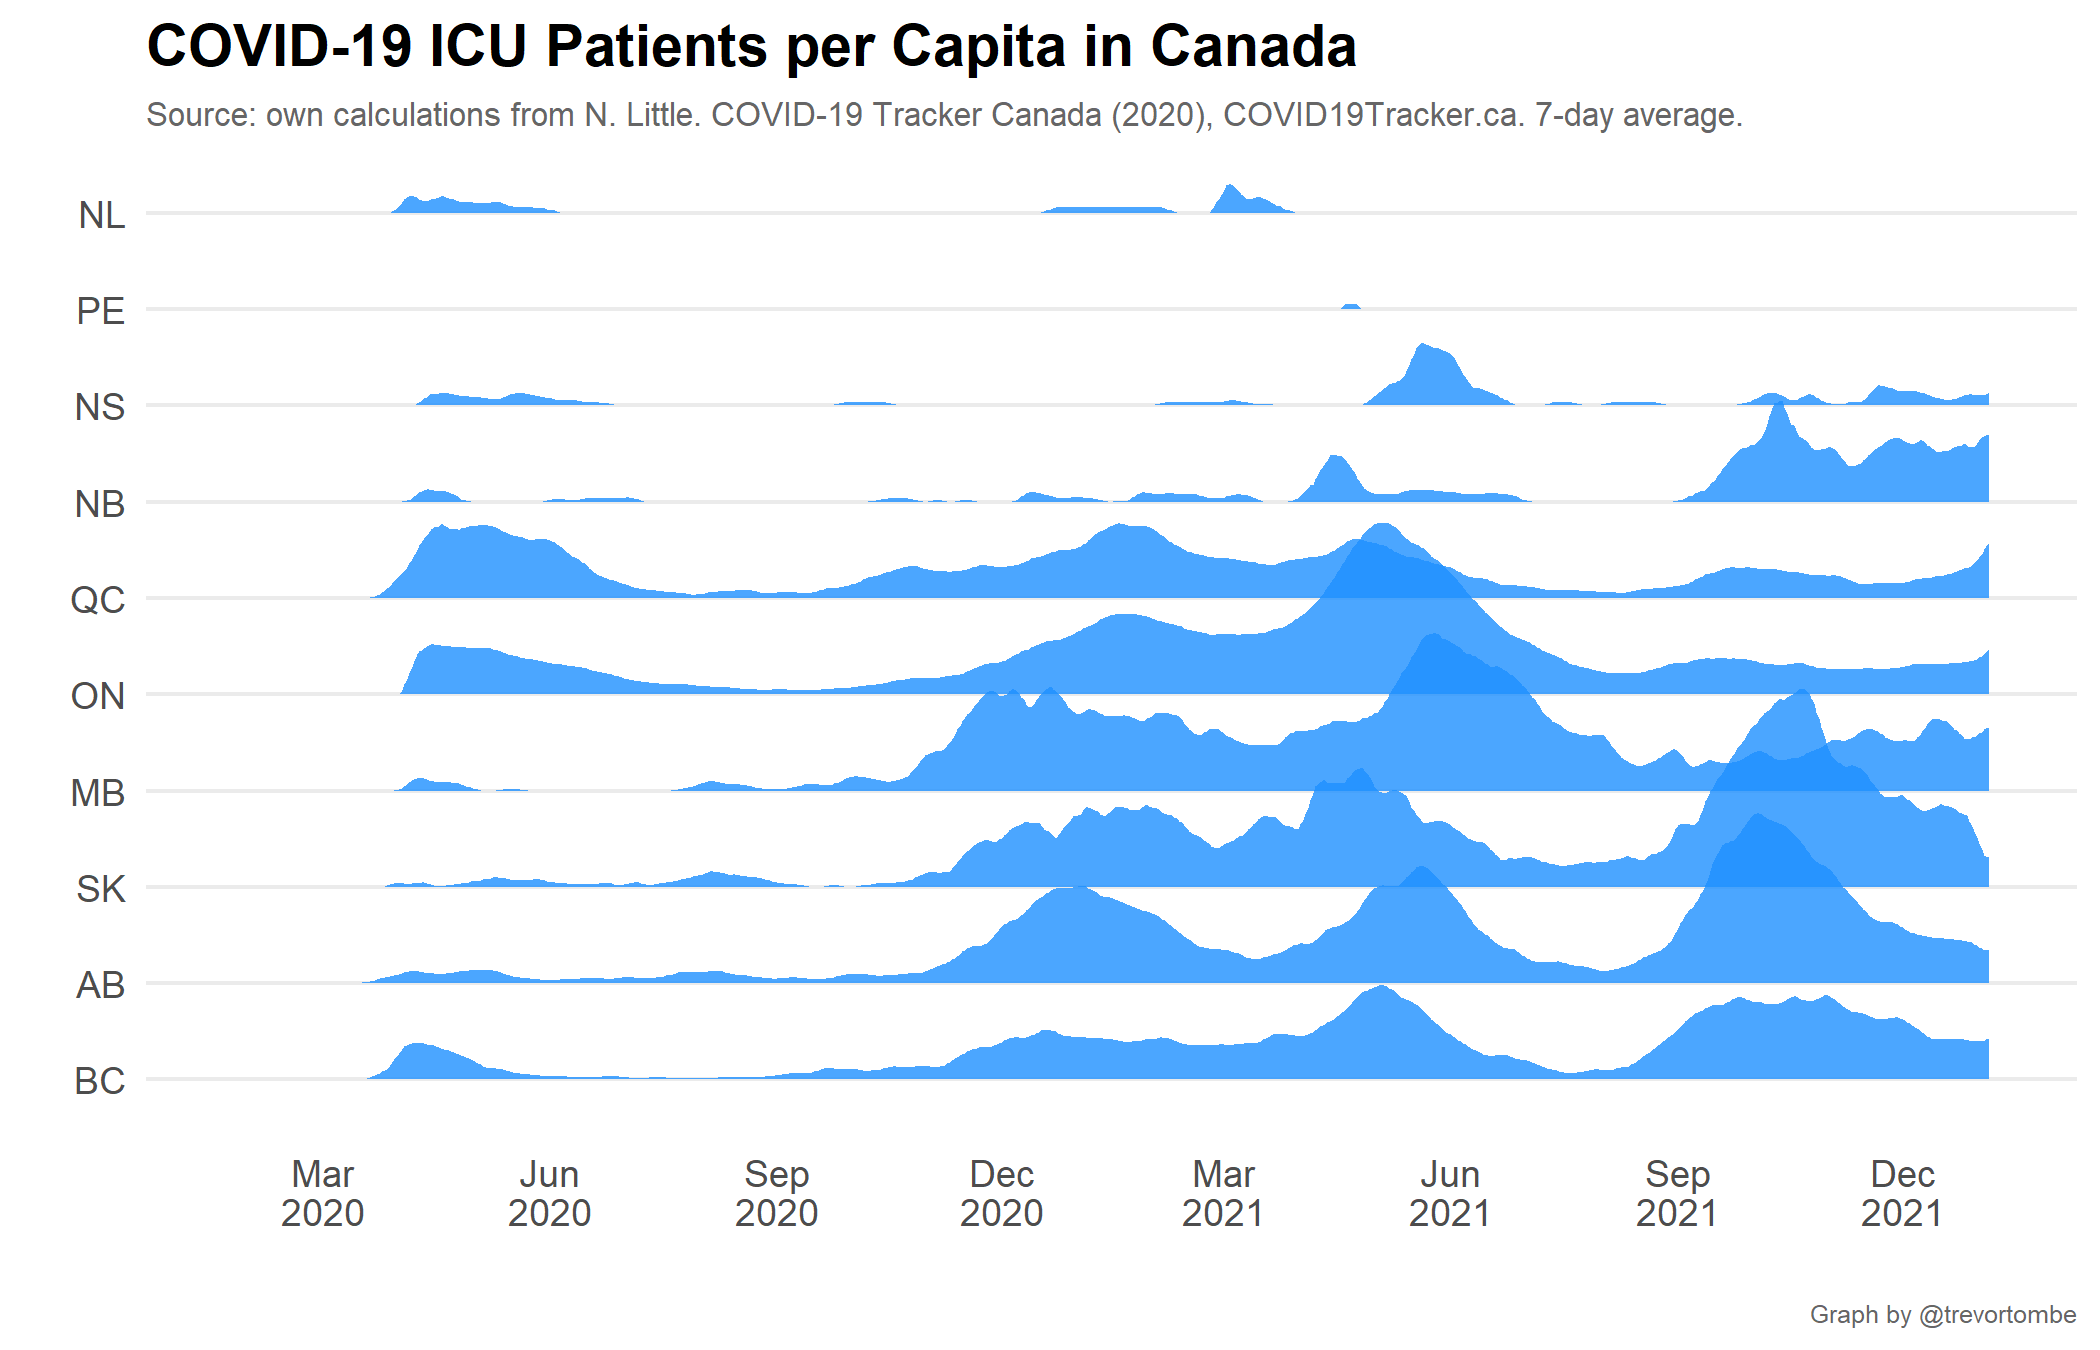 COVID-19 ICU Patients per Capita in Canada
Source: own calculations from N. Little. COVID-19 Tracker Canada (2020), COVID19Tracker.ca. 7-day average.
NL
PE
NS
NB
QC
ON
MB
SK
AB
BC
Mar Jun Sep Dec Mar Jun Sep Dec
2020 2020 2020 2020 2021 2021 2021 2021
Graph by @trevortombe